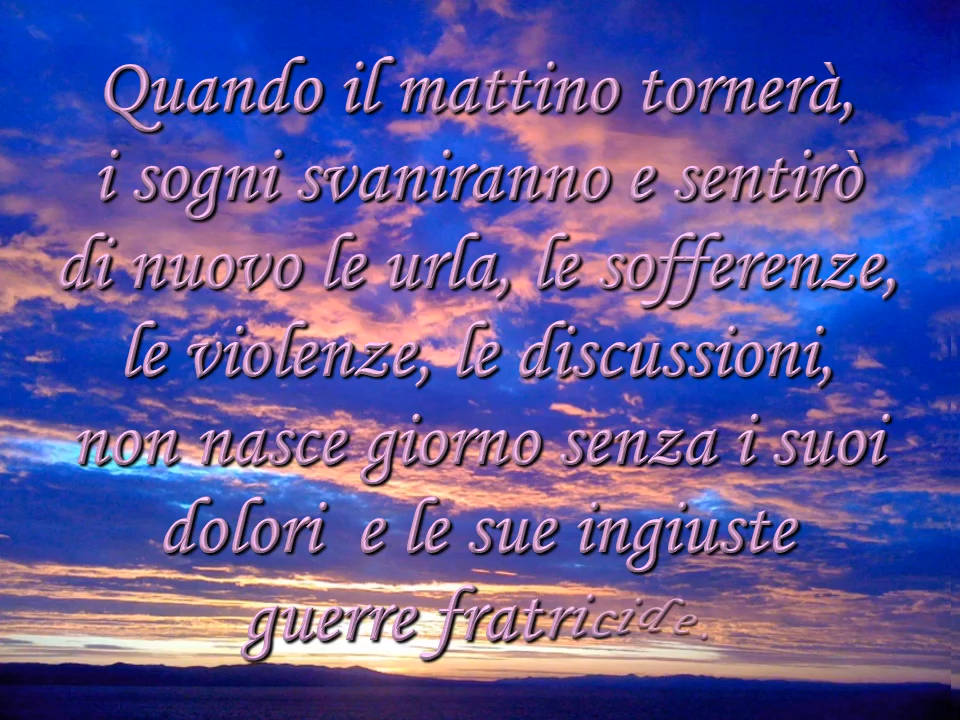 Quando il mattino tornerà,
i sogni svaniranno e sentirò
di nuovo le urla, le sofferenze,
le violenze, le discussioni,
non nasce giorno senza i suoi
dolori e le sue ingiuste
guerre fratricide.